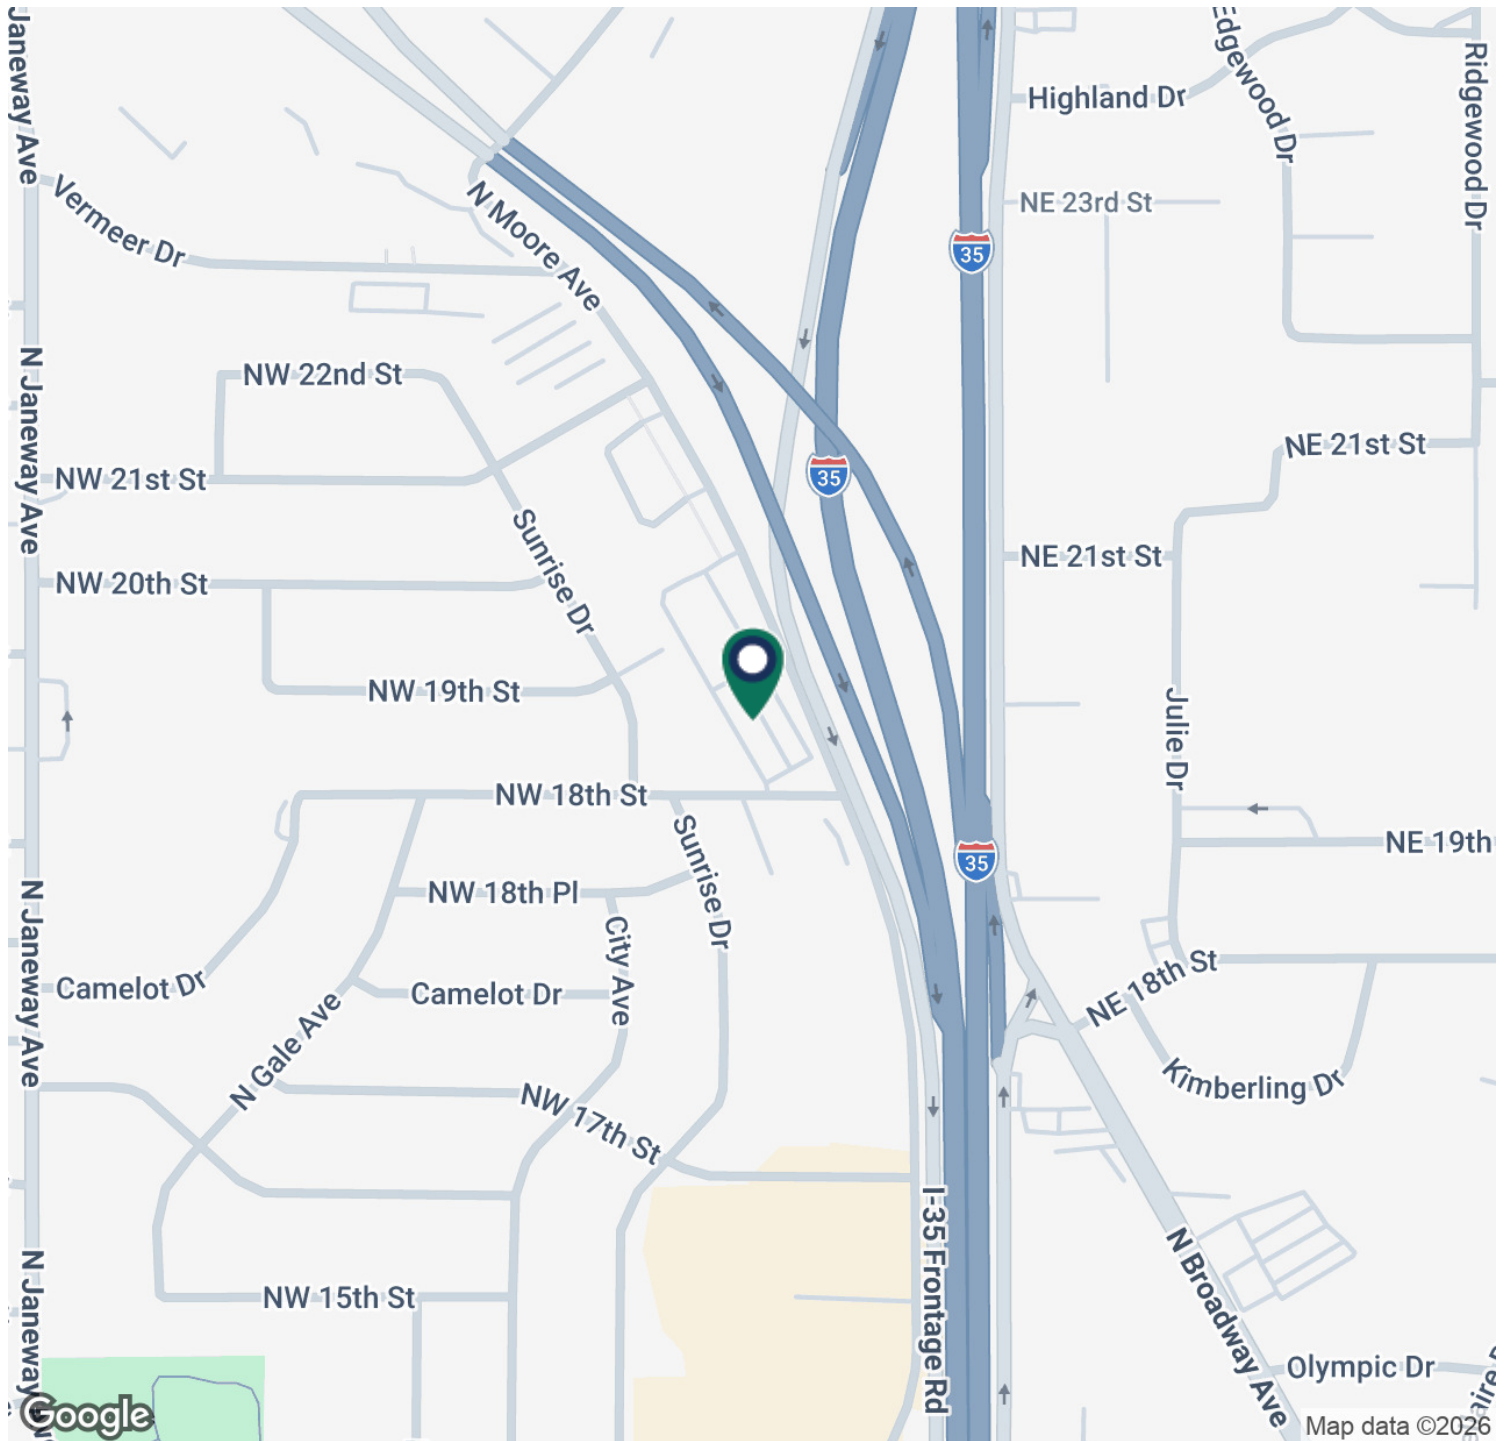 Janeway Ave
Edgewood Dr
Ridgewood Dr
Highland Dr
Vermeer Dr
N Moore Ave
NE 23rd St
35
N Janeway Ave
NW 22nd St
NE 21st St
NW 21st St
35
Sunrise Dr
NE 21st St
NW 20th St
NW 19th St
Julie Dr
NW 18th St
Sunrise Dr
NE 19th
35
N Janeway Ave
NW 18th Pl
City Ave
Camelot Dr
Camelot Dr
NE 18th St
N Gale Ave
Kimberling Dr
NW 17th St
I-35 Frontage Rd
N Broadway Ave
N Janeway
NW 15th St
Olympic Dr
Google
Map data ©2026